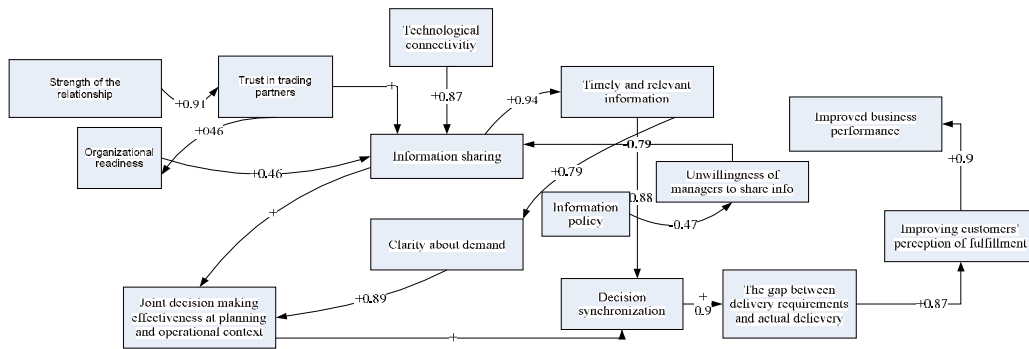 Technological
connectivitiy
Strength of the
relationship
+0.91
Trust in trading
partners
+
+0.87
+0.94
Timely and relevant
information
Improved business
performance
+046
Organizational
readiness
+0.46
Information sharing
-0.79
+0.79
Unwillingness of
managers to share info
+0.9
0.88
Information
policy
-0.47
+
Clarity about demand
Improving customers'
perception of fulfillment
+0.89
Joint decision making
effectiveness at planning
and operational context
+
Decision
synchronization
+
0.9
The gap between
delivery requirements
and actual delievery
+0.87